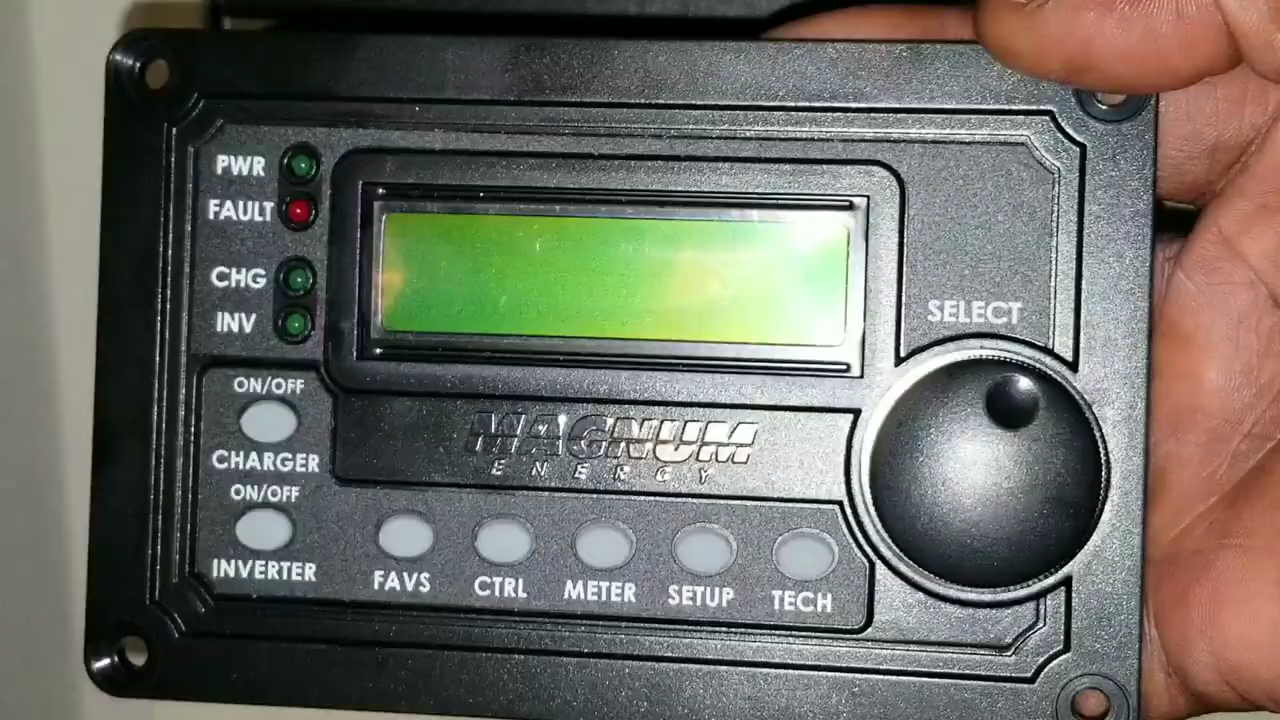 PWR
FAULT
CHG
INV
SELECT
ON/OFF
CHARGER
MAGNUM
ENERGY
ON/OFF
INVERTER
FAVS
CTRL
METER
SETUP
TECH